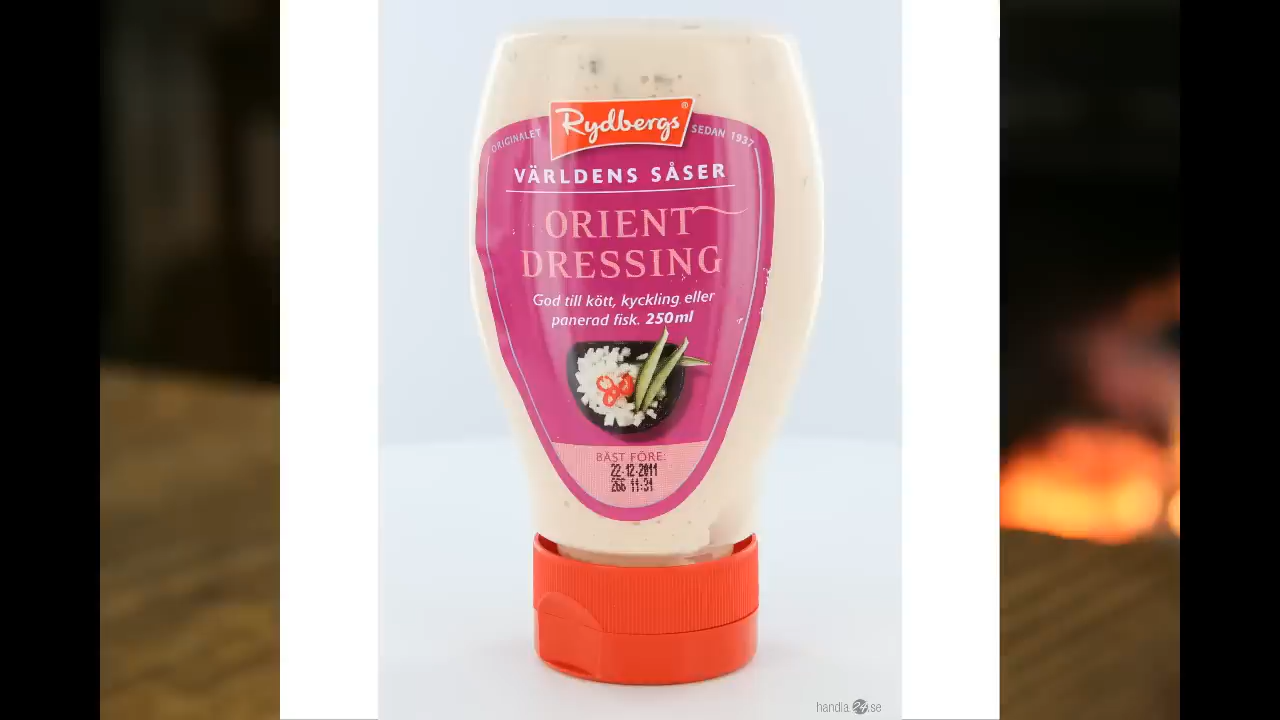 Rydbergs®
ORIGINALET SEDAN 1937
VÄRLDENS SÅSER
ORIENT
DRESSING
God till kött, kyckling eller
panerad fisk. 250ml
BÄST FÖRE:
22-12-2011
266 11:31
handla24.se